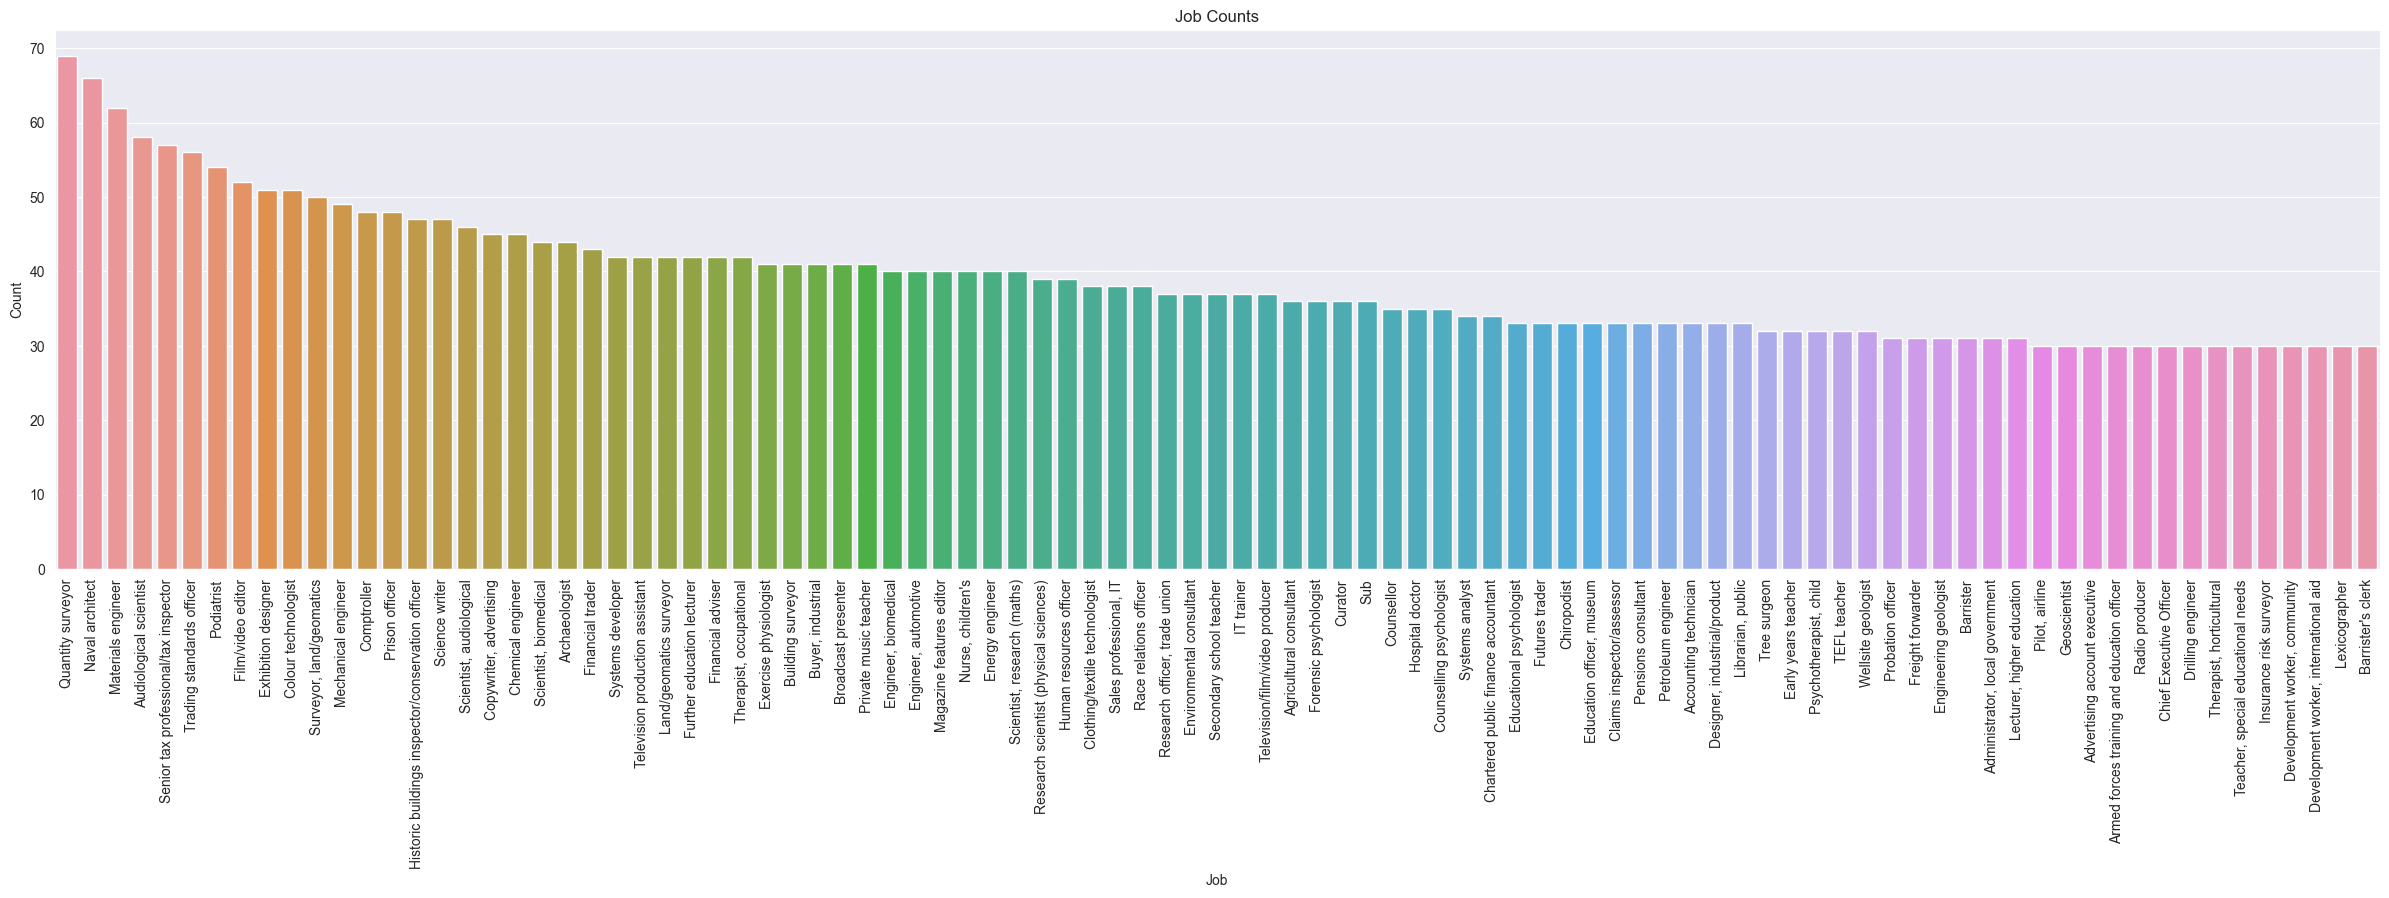 Job Counts
Count
70
60
50
40
30
20
10
0
Quantity surveyor
Naval architect
Materials engineer
Audiological scientist
Senior tax professional/tax inspector
Trading standards officer
Podiatrist
Film/video editor
Exhibition designer
Colour technologist
Surveyor, land/geomatics
Mechanical engineer
Comptroller
Prison officer
Historic buildings inspector/conservation officer
Science writer
Scientist, audiological
Copywriter, advertising
Chemical engineer
Scientist, biomedical
Archaeologist
Financial trader
Systems developer
Television production assistant
Land/geomatics surveyor
Further education lecturer
Financial adviser
Therapist, occupational
Exercise physiologist
Building surveyor
Buyer, industrial
Broadcast presenter
Private music teacher
Engineer, biomedical
Engineer, automotive
Magazine features editor
Nurse, children's
Energy engineer
Scientist, research (maths)
Research scientist (physical sciences)
Human resources officer
Clothing/textile technologist
Sales professional, IT
Race relations officer
Research officer, trade union
Environmental consultant
Secondary school teacher
IT trainer
Television/film/video producer
Agricultural consultant
Forensic psychologist
Curator
Sub
Counsellor
Hospital doctor
Counselling psychologist
Systems analyst
Chartered public finance accountant
Educational psychologist
Futures trader
Chiropodist
Education officer, museum
Claims inspector/assessor
Pensions consultant
Petroleum engineer
Accounting technician
Designer, industrial/product
Librarian, public
Tree surgeon
Early years teacher
Psychotherapist, child
TEFL teacher
Wellsite geologist
Probation officer
Freight forwarder
Engineering geologist
Barrister
Administrator, local government
Lecturer, higher education
Pilot, airline
Geoscientist
Advertising account executive
Armed forces training and education officer
Radio producer
Chief Executive Officer
Drilling engineer
Therapist, horticultural
Teacher, special educational needs
Insurance risk surveyor
Development worker, community
Development worker, international aid
Lexicographer
Barrister's clerk
Job